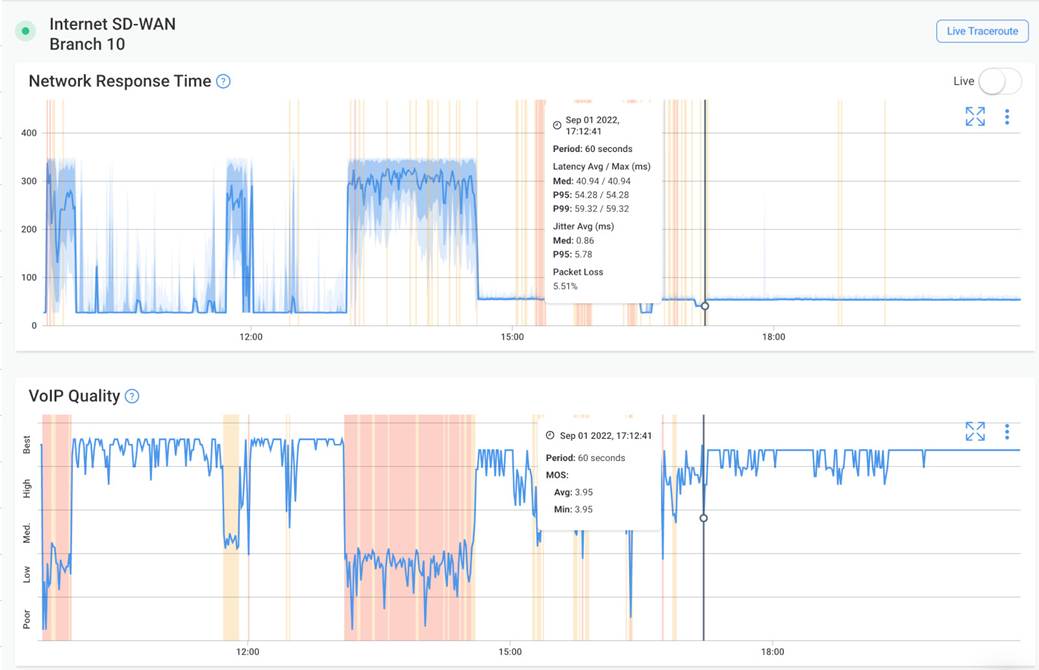 Internet SD-WAN
Branch 10
Live Traceroute
Network Response Time ?
Live
400
300
200
100
0
12:00
15:00
18:00
Sep 01 2022,
17:12:41
Period: 60 seconds
Latency Avg / Max (ms)
Med: 40.94 / 40.94
P95: 54.28 / 54.28
P99: 59.32 / 59.32
Jitter Avg (ms)
Med: 0.86
P95: 5.78
Packet Loss
5.51%
VoIP Quality ?
Best
High
Med.
Low
Poor
12:00
15:00
18:00
Sep 01 2022, 17:12:41
Period: 60 seconds
MOS:
Avg: 3.95
Min: 3.95